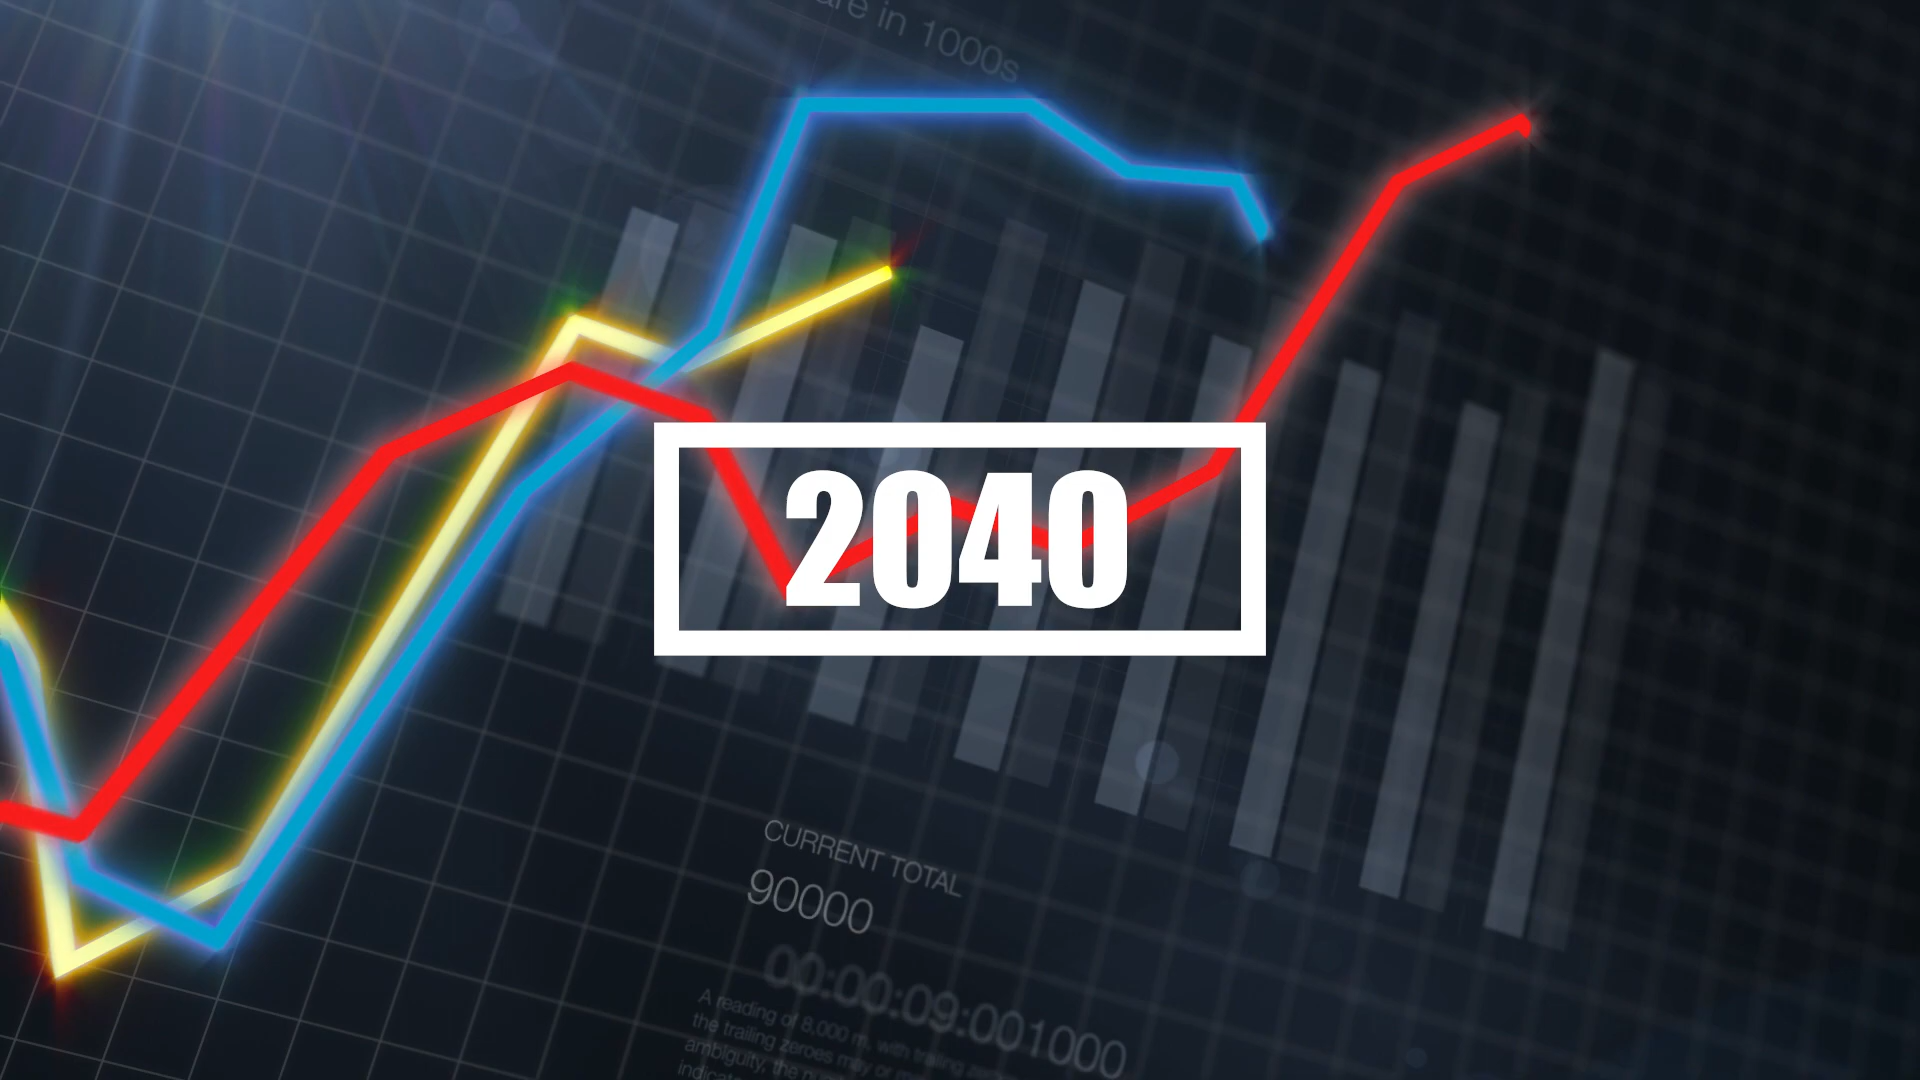 are in 1000s
2040
CURRENT TOTAL
90000
00:00:09:001000
A reading of 8,000 m, with trailing
the trailing zeroes may or
ambiguity, the